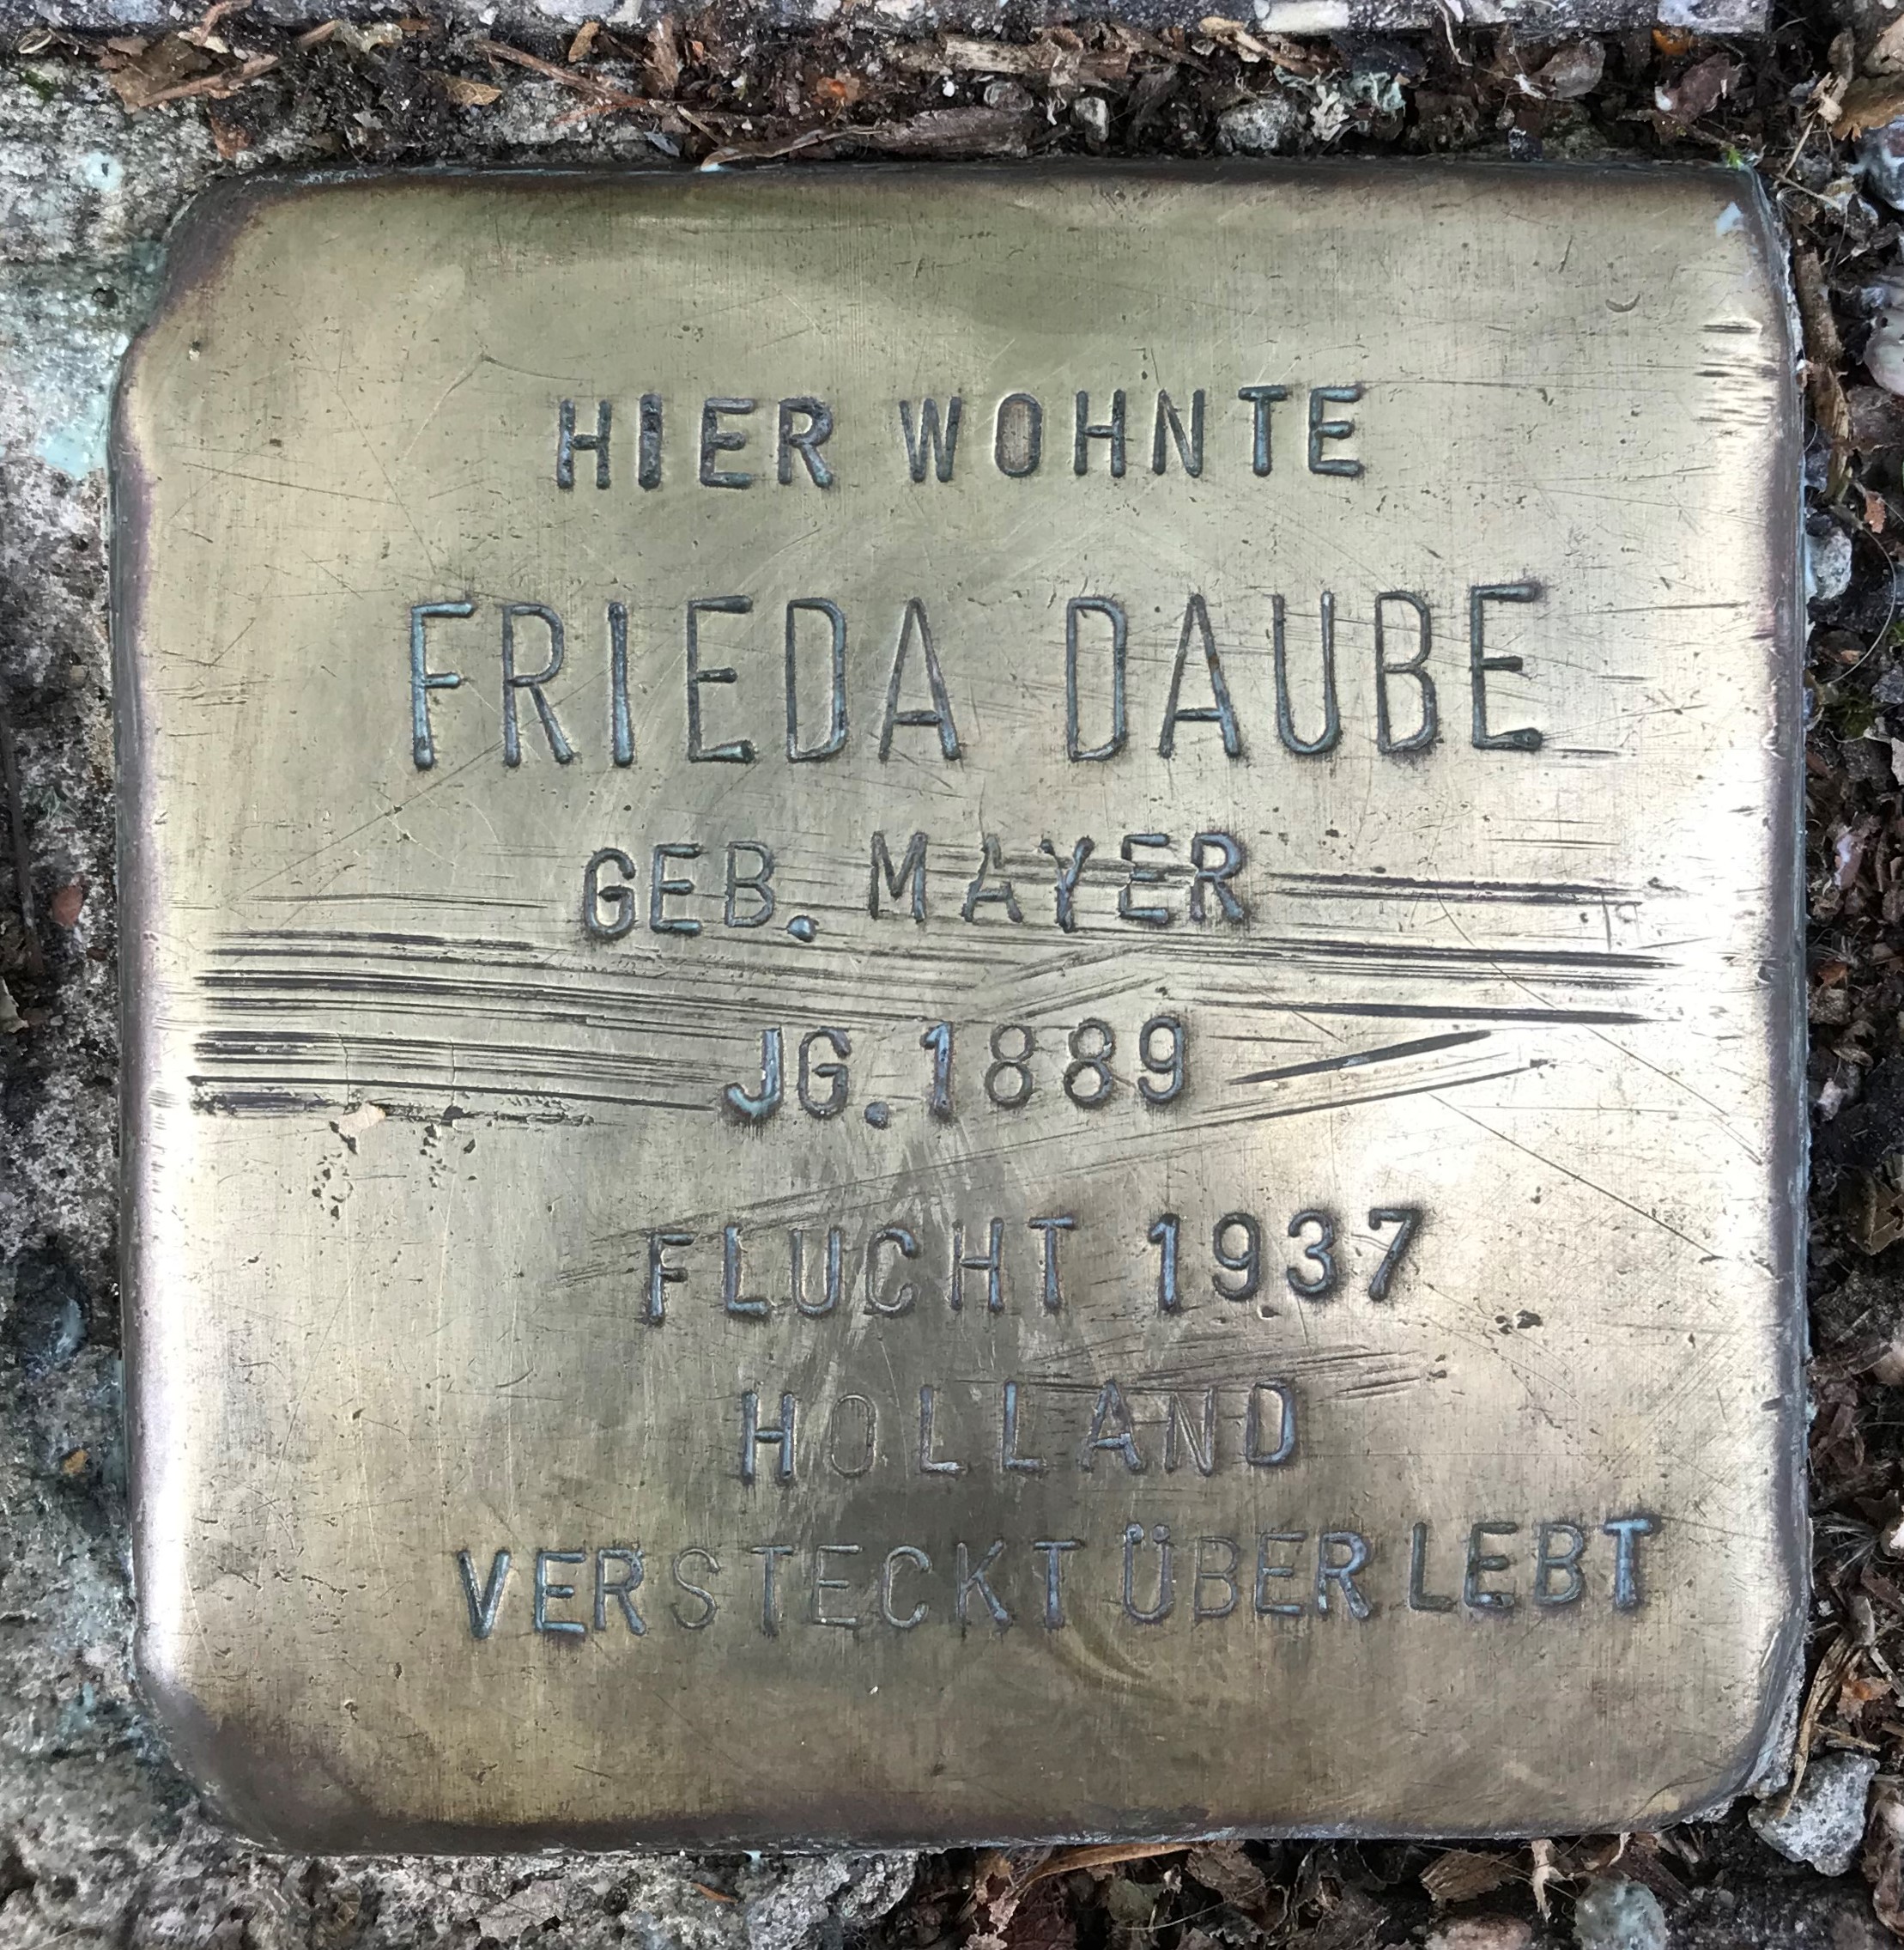 HIER WOHNTE
FRIEDA DAUBE
GEB. MAYER
JG. 1889
FLUCHT 1937
HOLLAND
VERSTECKT ÜBERLEBT